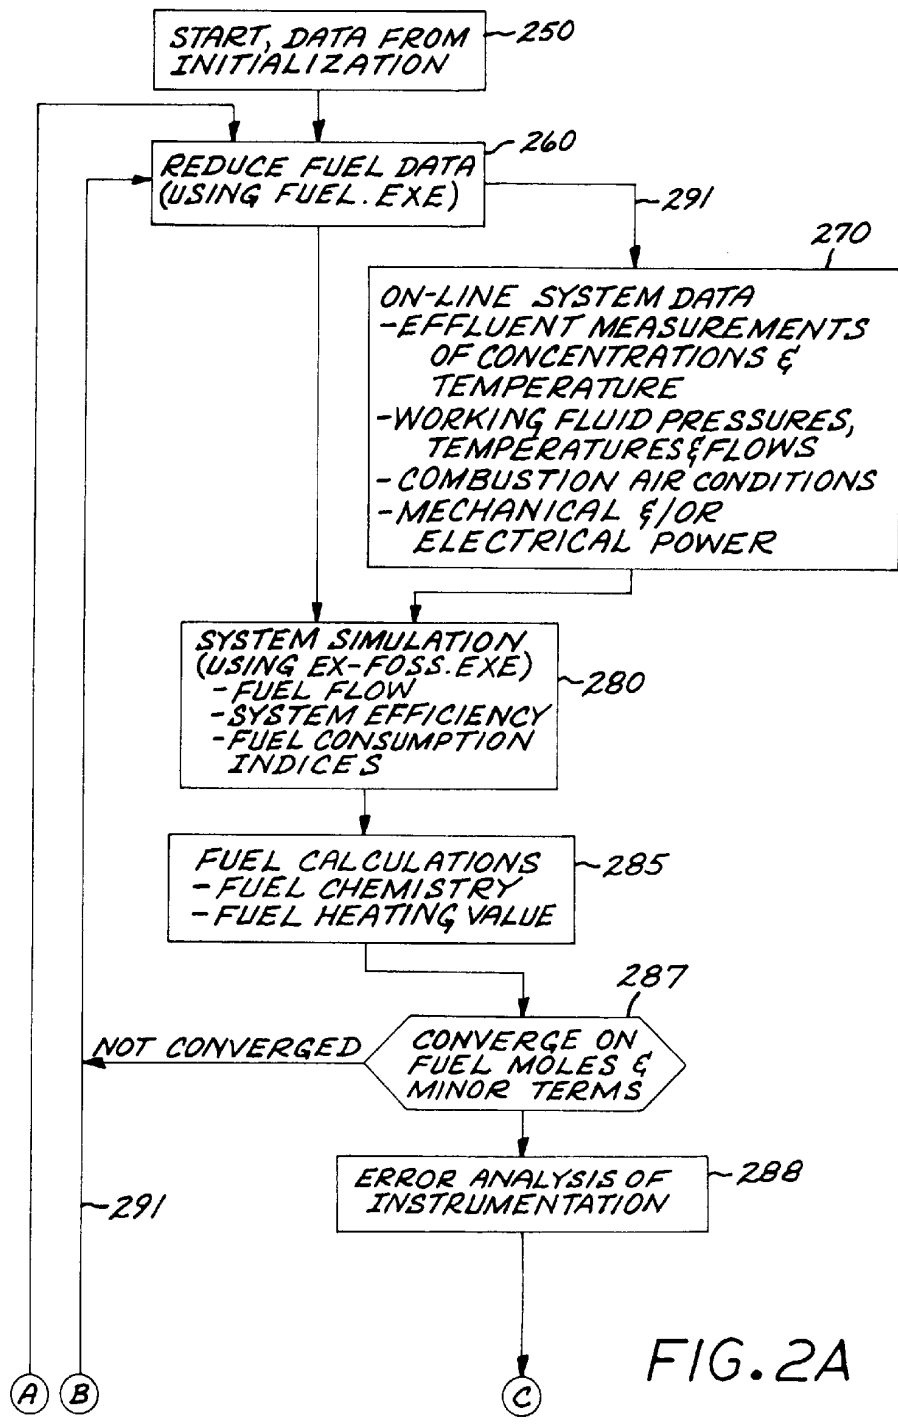 START, DATA FROM
INITIALIZATION
250
REDUCE FUEL DATA
(USING FUEL.EXE)
260
291
270
ON-LINE SYSTEM DATA
-EFFLUENT MEASUREMENTS
OF CONCENTRATIONS &
TEMPERATURE
-WORKING FLUID PRESSURES,
TEMPERATURES & FLOWS
-COMBUSTION AIR CONDITIONS
-MECHANICAL &/OR
ELECTRICAL POWER
SYSTEM SIMULATION
(USING EX-FOSS.EXE)
-FUEL FLOW
-SYSTEM EFFICIENCY
-FUEL CONSUMPTION
INDICES
280
FUEL CALCULATIONS
-FUEL CHEMISTRY
-FUEL HEATING VALUE
285
287
NOT CONVERGED
CONVERGE ON
FUEL MOLES &
MINOR TERMS
ERROR ANALYSIS OF
INSTRUMENTATION
288
291
A
B
C
FIG. 2A